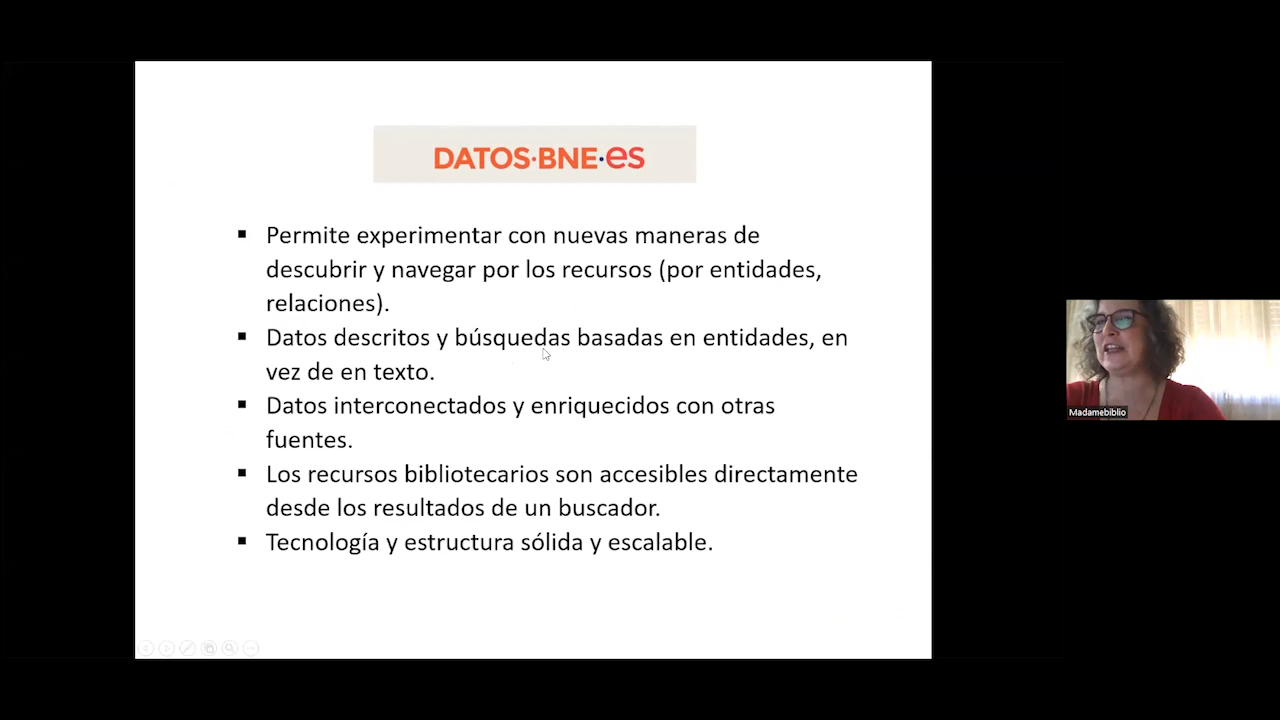 DATOS·BNE·es
▪ Permite experimentar con nuevas maneras de
descubrir y navegar por los recursos (por entidades,
relaciones).
▪ Datos descritos y búsquedas basadas en entidades, en
vez de en texto.
▪ Datos interconectados y enriquecidos con otras
fuentes.
▪ Los recursos bibliotecarios son accesibles directamente
desde los resultados de un buscador.
▪ Tecnología y estructura sólida y escalable.
Madamebiblio